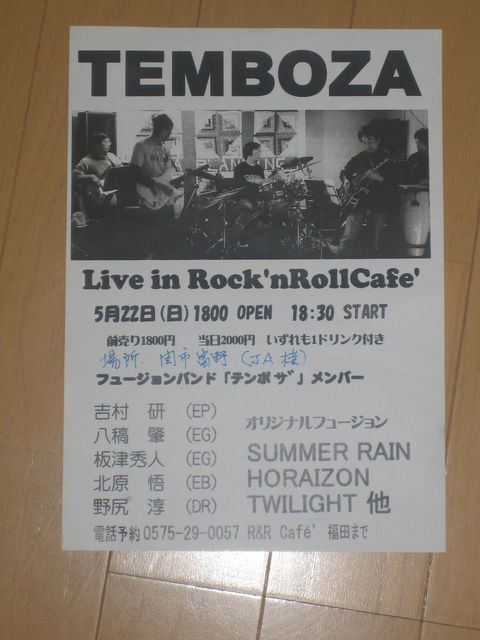 TEMBOZA
Live in Rock'nRollCafe'
5月22日(日) 1800 OPEN 18:30 START
前売り1800円 当日2000円 いずれも1ドリンク付き
場所. 関市富野 (JA 横)
フュージョンバンド「テンボ ザ」メンバー
吉村 研 (EP)
八稿 肇 (EG)
板津秀人 (EG)
北原 悟 (EB)
野尻 淳 (DR)
オリジナルフュージョン
SUMMER RAIN
HORAIZON
TWILIGHT 他
電話予約 0575-29-0057 R&R Café' 福田まで